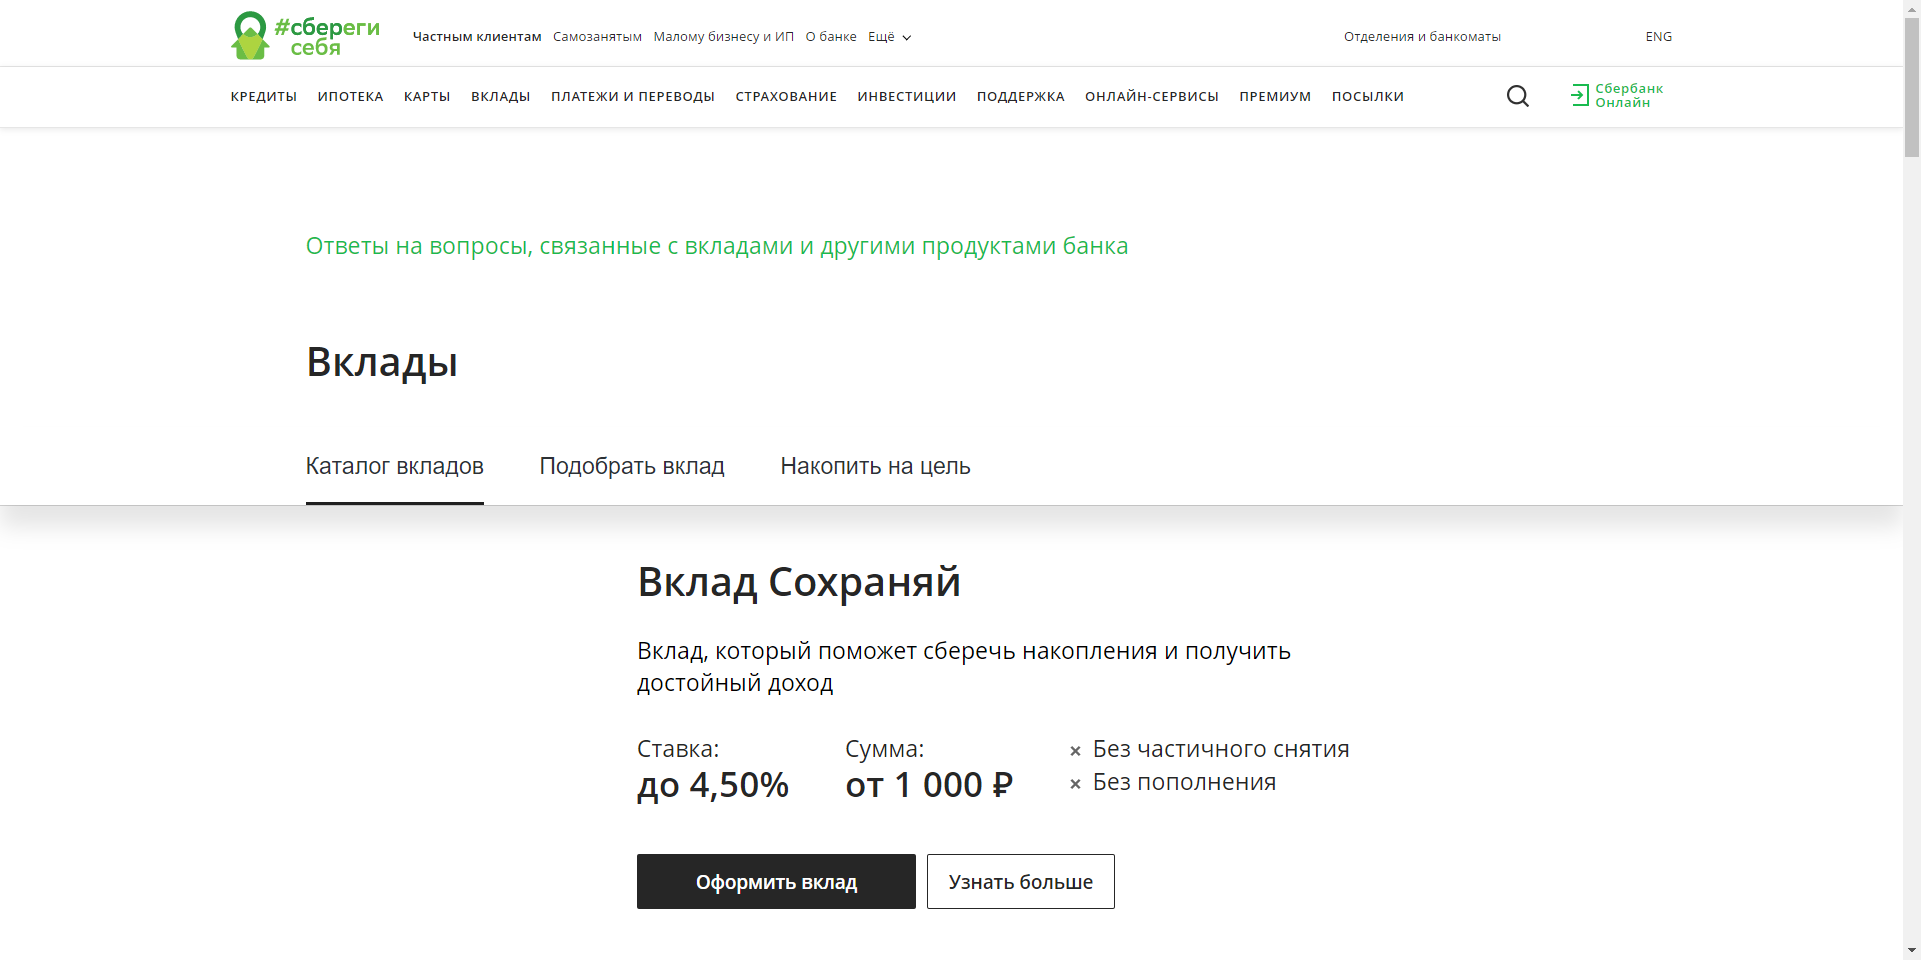 #сбереги
себя
Частным клиентам Самозанятым Малому бизнесу и ИП О банке Ещё
Отделения и банкоматы ENG
КРЕДИТЫ ИПОТЕКА КАРТЫ ВКЛАДЫ ПЛАТЕЖИ И ПЕРЕВОДЫ СТРАХОВАНИЕ ИНВЕСТИЦИИ ПОДДЕРЖКА ОНЛАЙН-СЕРВИСЫ ПРЕМИУМ ПОСЫЛКИ
Сбербанк
Онлайн
Ответы на вопросы, связанные с вкладами и другими продуктами банка
Вклады
Каталог вкладов Подобрать вклад Накопить на цель
Вклад Сохраняй
Вклад, который поможет сберечь накопления и получить
достойный доход
Ставка:
до 4,50%
Сумма:
от 1 000 ₽
× Без частичного снятия
× Без пополнения
Оформить вклад Узнать больше